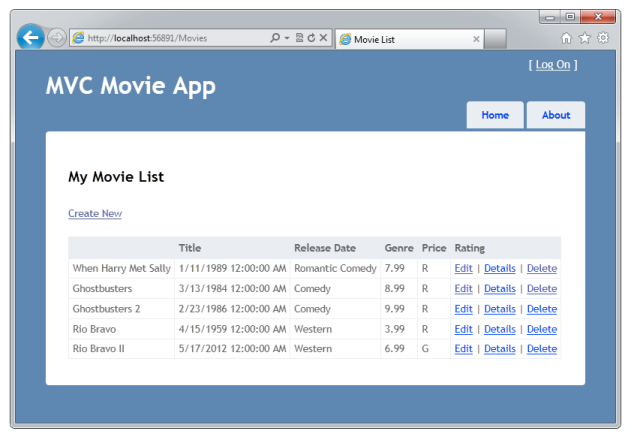 http://localhost:56891/Movies
Movie List
[ Log On ]
MVC Movie App
Home About
My Movie List
Create New
Title Release Date Genre Price Rating
When Harry Met Sally 1/11/1989 12:00:00 AM Romantic Comedy 7.99 R Edit | Details | Delete
Ghostbusters 3/13/1984 12:00:00 AM Comedy 8.99 R Edit | Details | Delete
Ghostbusters 2 2/23/1986 12:00:00 AM Comedy 9.99 R Edit | Details | Delete
Rio Bravo 4/15/1959 12:00:00 AM Western 3.99 R Edit | Details | Delete
Rio Bravo II 5/17/2012 12:00:00 AM Western 6.99 G Edit | Details | Delete